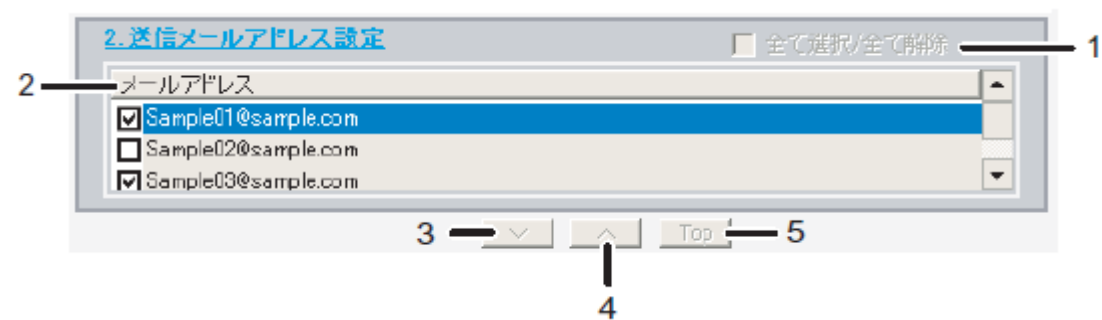 2.送信メールアドレス設定
全て選択/全て解除
1
2
メールアドレス
Sample01@sample.com
Sample02@sample.com
Sample03@sample.com
3
Top
5
4